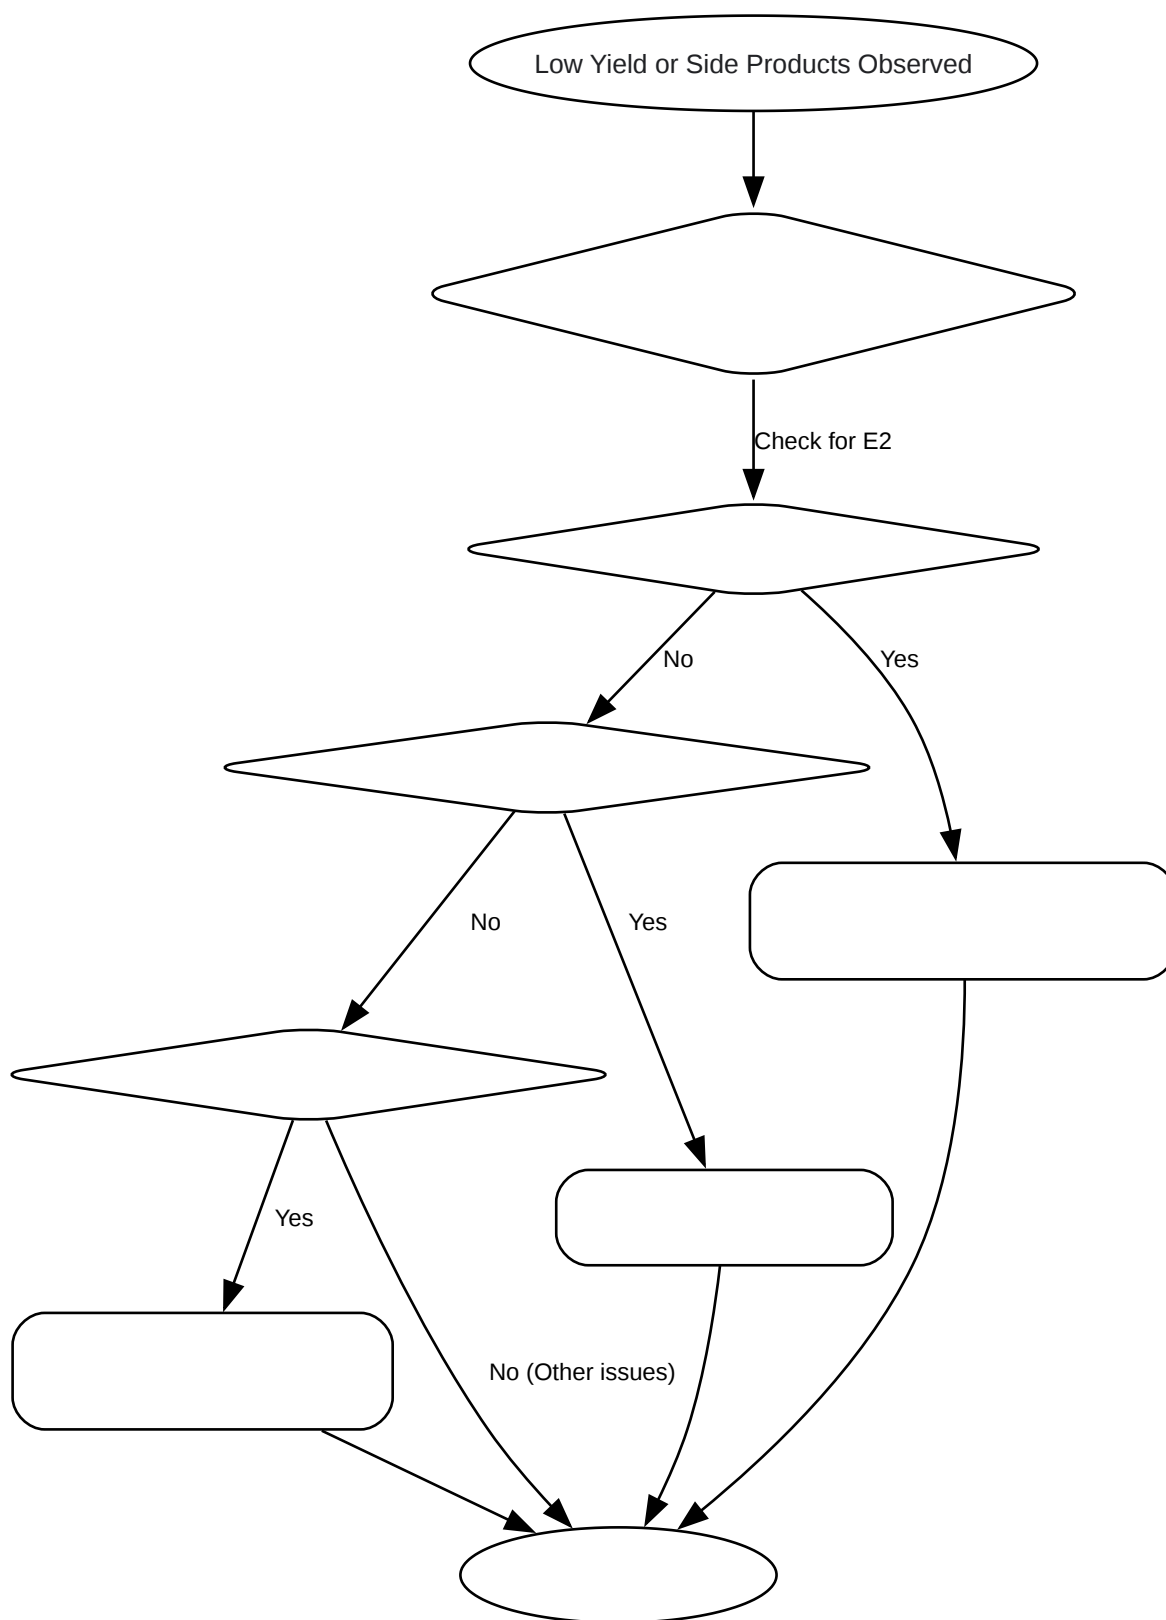 Low Yield or Side Products Observed
Check for E2
No
Yes
No
Yes
Yes
No (Other issues)